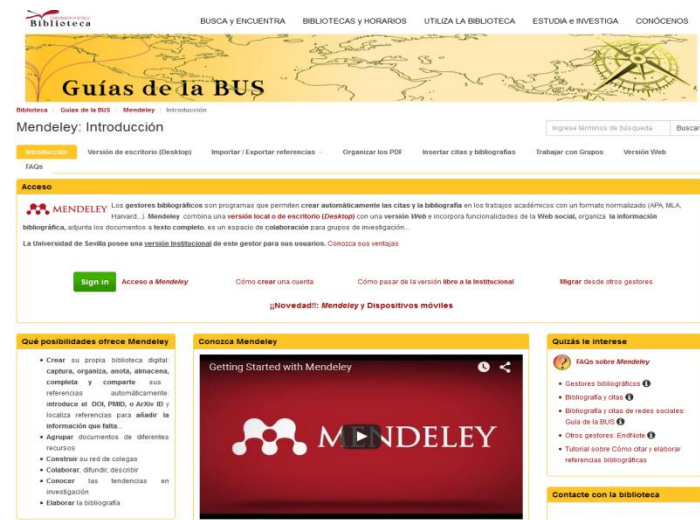 Biblioteca
BUSCA y ENCUENTRA BIBLIOTECAS y HORARIOS UTILIZA LA BIBLIOTECA ESTUDIA e INVESTIGA CONÓCENOS
Guías de la BUS
Biblioteca Guías de la BUS Mendeley Introducción
Mendeley: Introducción
Ingrese términos de búsqueda Buscar
Introducción Versión de escritorio (Desktop) Importar / Exportar referencias Organizar los PDF Insertar citas y bibliografías Trabajar con Grupos Versión Web
FAQs
Acceso
MENDELEY Los gestores bibliográficos son programas que permiten crear automáticamente las citas y la bibliografía en los trabajos académicos con un formato normalizado (APA, MLA,
Harvard...). Mendeley combina una versión local o de escritorio (Desktop) con una versión Web e incorpora funcionalidades de la Web social, organiza la información
bibliográfica, adjunta los documentos a texto completo, es un espacio de colaboración para grupos de investigación...
La Universidad de Sevilla posee una versión Institucional de este gestor para sus usuarios. Conozca sus ventajas
Sign in Acceso a Mendeley Cómo crear una cuenta Cómo pasar de la versión libre a la Institucional Migrar desde otros gestores
¡¡Novedad!!: Mendeley y Dispositivos móviles
Qué posibilidades ofrece Mendeley
• Crear su propia biblioteca digital:
captura, organiza, anota, almacena,
completa y comparte sus
referencias automáticamente:
introduce el DOI, PMID, o ArXiv ID y
localiza referencias para añadir la
información que falta...
• Agrupar documentos de diferentes
recursos
• Construir su red de colegas
• Colaborar, difundir, describir
• Conocer las tendencias en
investigación
• Elaborar la bibliografía
Conozca Mendeley
Getting Started with Mendeley
MENDELEY
Quizás le interese
FAQs sobre Mendeley
• Gestores bibliográficos
• Bibliografía y citas
• Bibliografía y citas de redes sociales:
Guía de la BUS
• Otros gestores: EndNote
• Tutorial sobre Cómo citar y elaborar
referencias bibliográficas
Contacte con la biblioteca